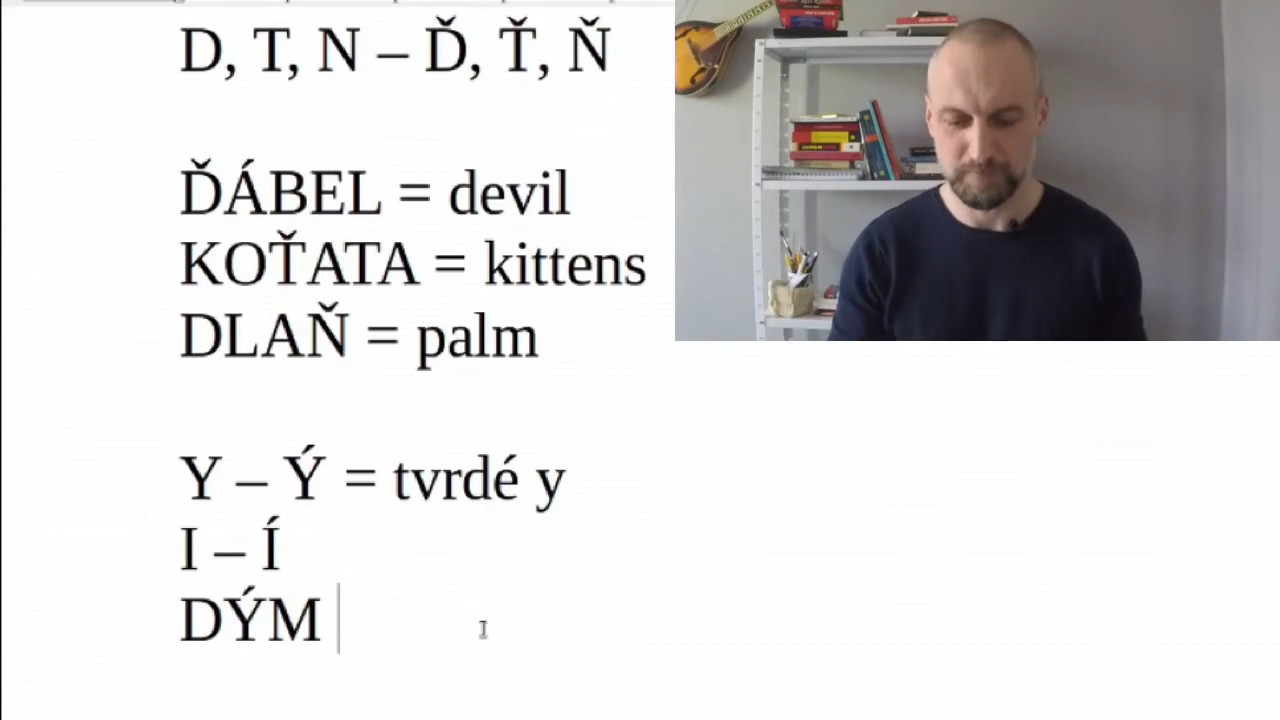 D, T, N – Ď, Ť, Ň
ĎÁBEL = devil
KOŤATA = kittens
DLAŇ = palm
Y – Ý = tvrdé y
I – Í
DÝM